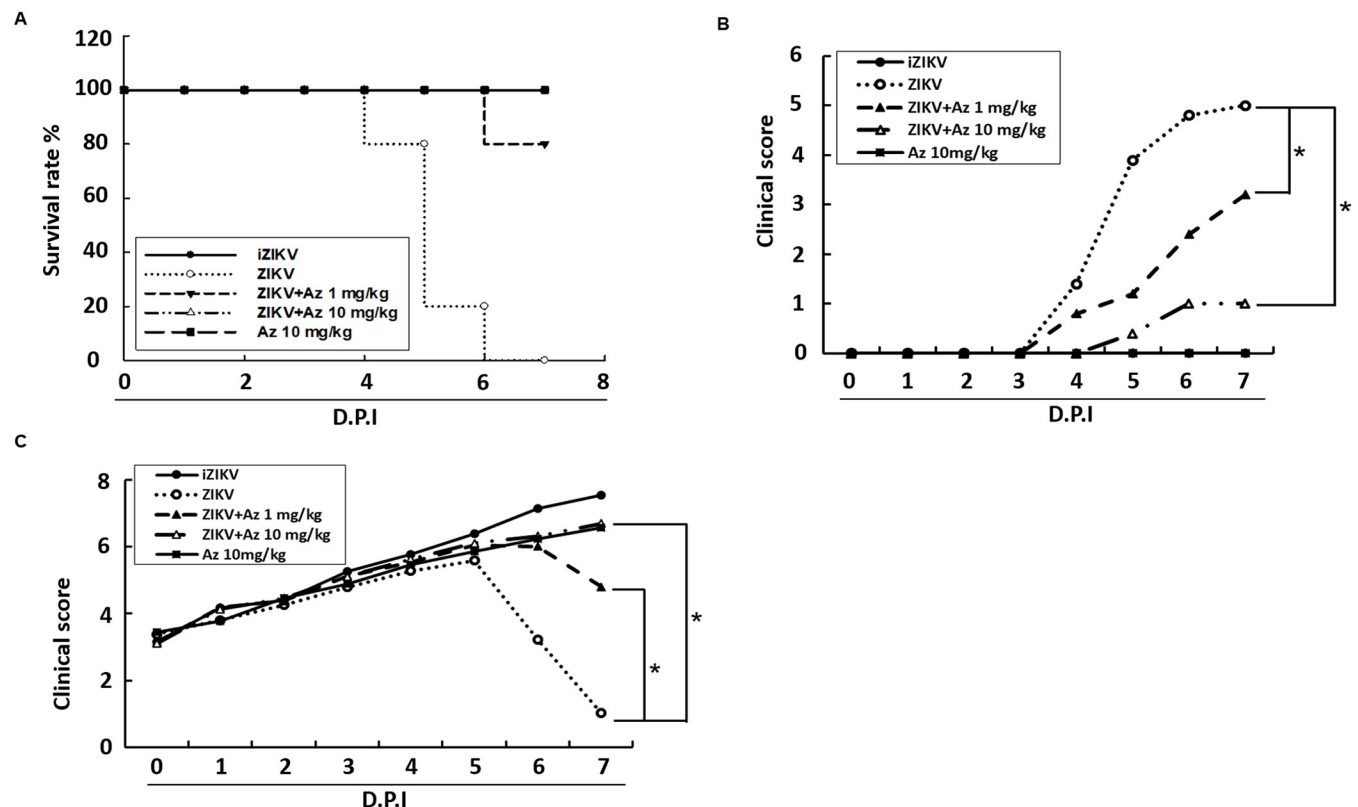 A
120
100
80
60
40
20
0
Survival rate %
iZIKV
ZIKV
ZIKV+Az 1 mg/kg
ZIKV+Az 10 mg/kg
Az 10 mg/kg
0 2 4 6 8
D.P.I
B
6
5
4
3
2
1
0
Clinical score
iZIKV
ZIKV
ZIKV+Az 1 mg/kg
ZIKV+Az 10 mg/kg
Az 10mg/kg
*
*
0 1 2 3 4 5 6 7
D.P.I
C
8
6
4
2
0
Clinical score
iZIKV
ZIKV
ZIKV+Az 1 mg/kg
ZIKV+Az 10 mg/kg
Az 10mg/kg
*
*
0 1 2 3 4 5 6 7
D.P.I